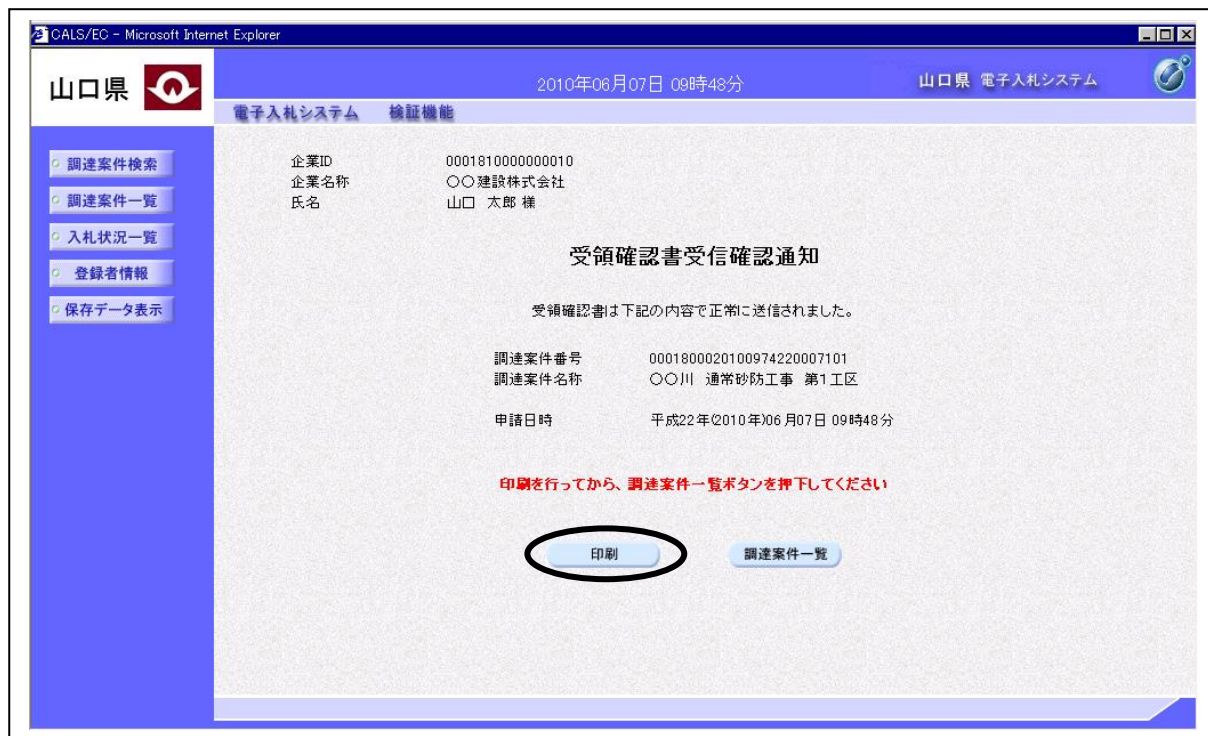 CALS/EC - Microsoft Internet Explorer
山口県
2010年06月07日 09時48分
山口県 電子入札システム
電子入札システム 検証機能
調達案件検索
調達案件一覧
入札状況一覧
登録者情報
保存データ表示
企業ID 0001810000000010
企業名称 〇〇建設株式会社
氏名 山口 太郎 様
受領確認書受信確認通知
受領確認書は下記の内容で正常に送信されました。
調達案件番号 0001800020100974220007101
調達案件名称 〇〇川 通常砂防工事 第1工区
申請日時 平成22年(2010年)06月07日 09時48分
印刷を行ってから、調達案件一覧ボタンを押下してください
印刷 調達案件一覧